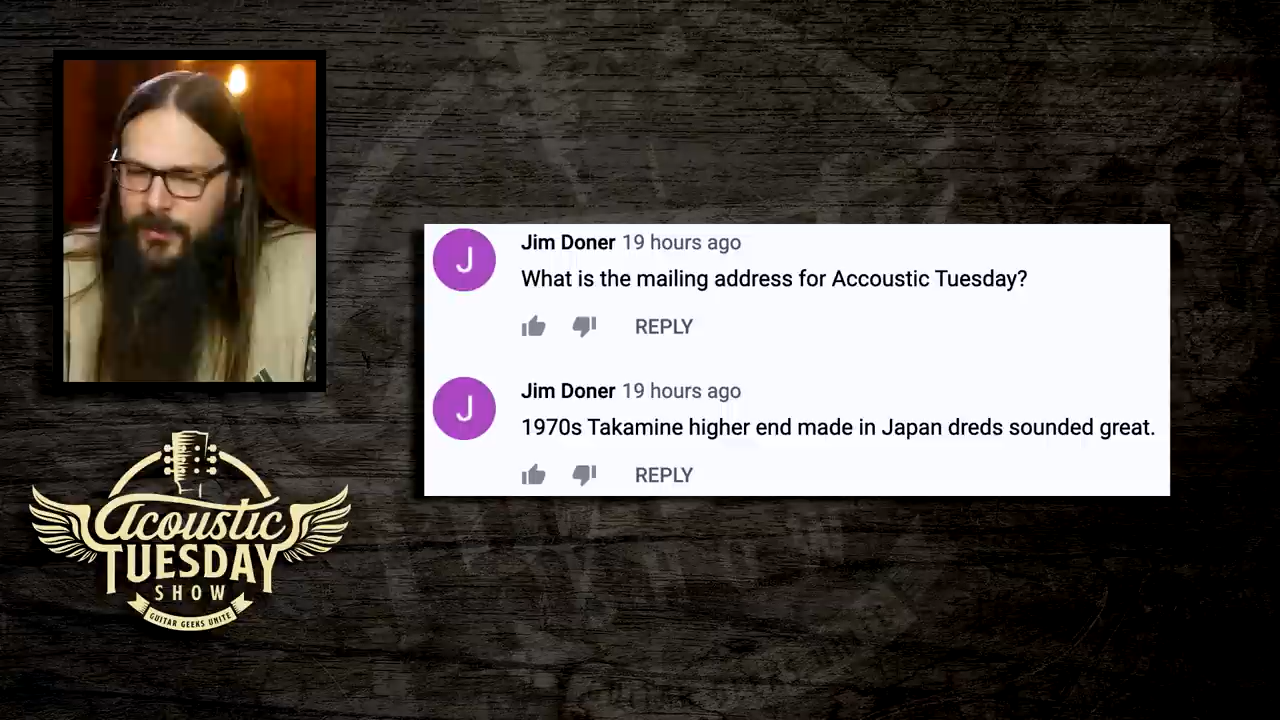 J
Jim Doner 19 hours ago
What is the mailing address for Accoustic Tuesday?
REPLY
J
Jim Doner 19 hours ago
1970s Takamine higher end made in Japan dreds sounded great.
REPLY
Acoustic
TUESDAY
SHOW
GUITAR GEEKS UNITE